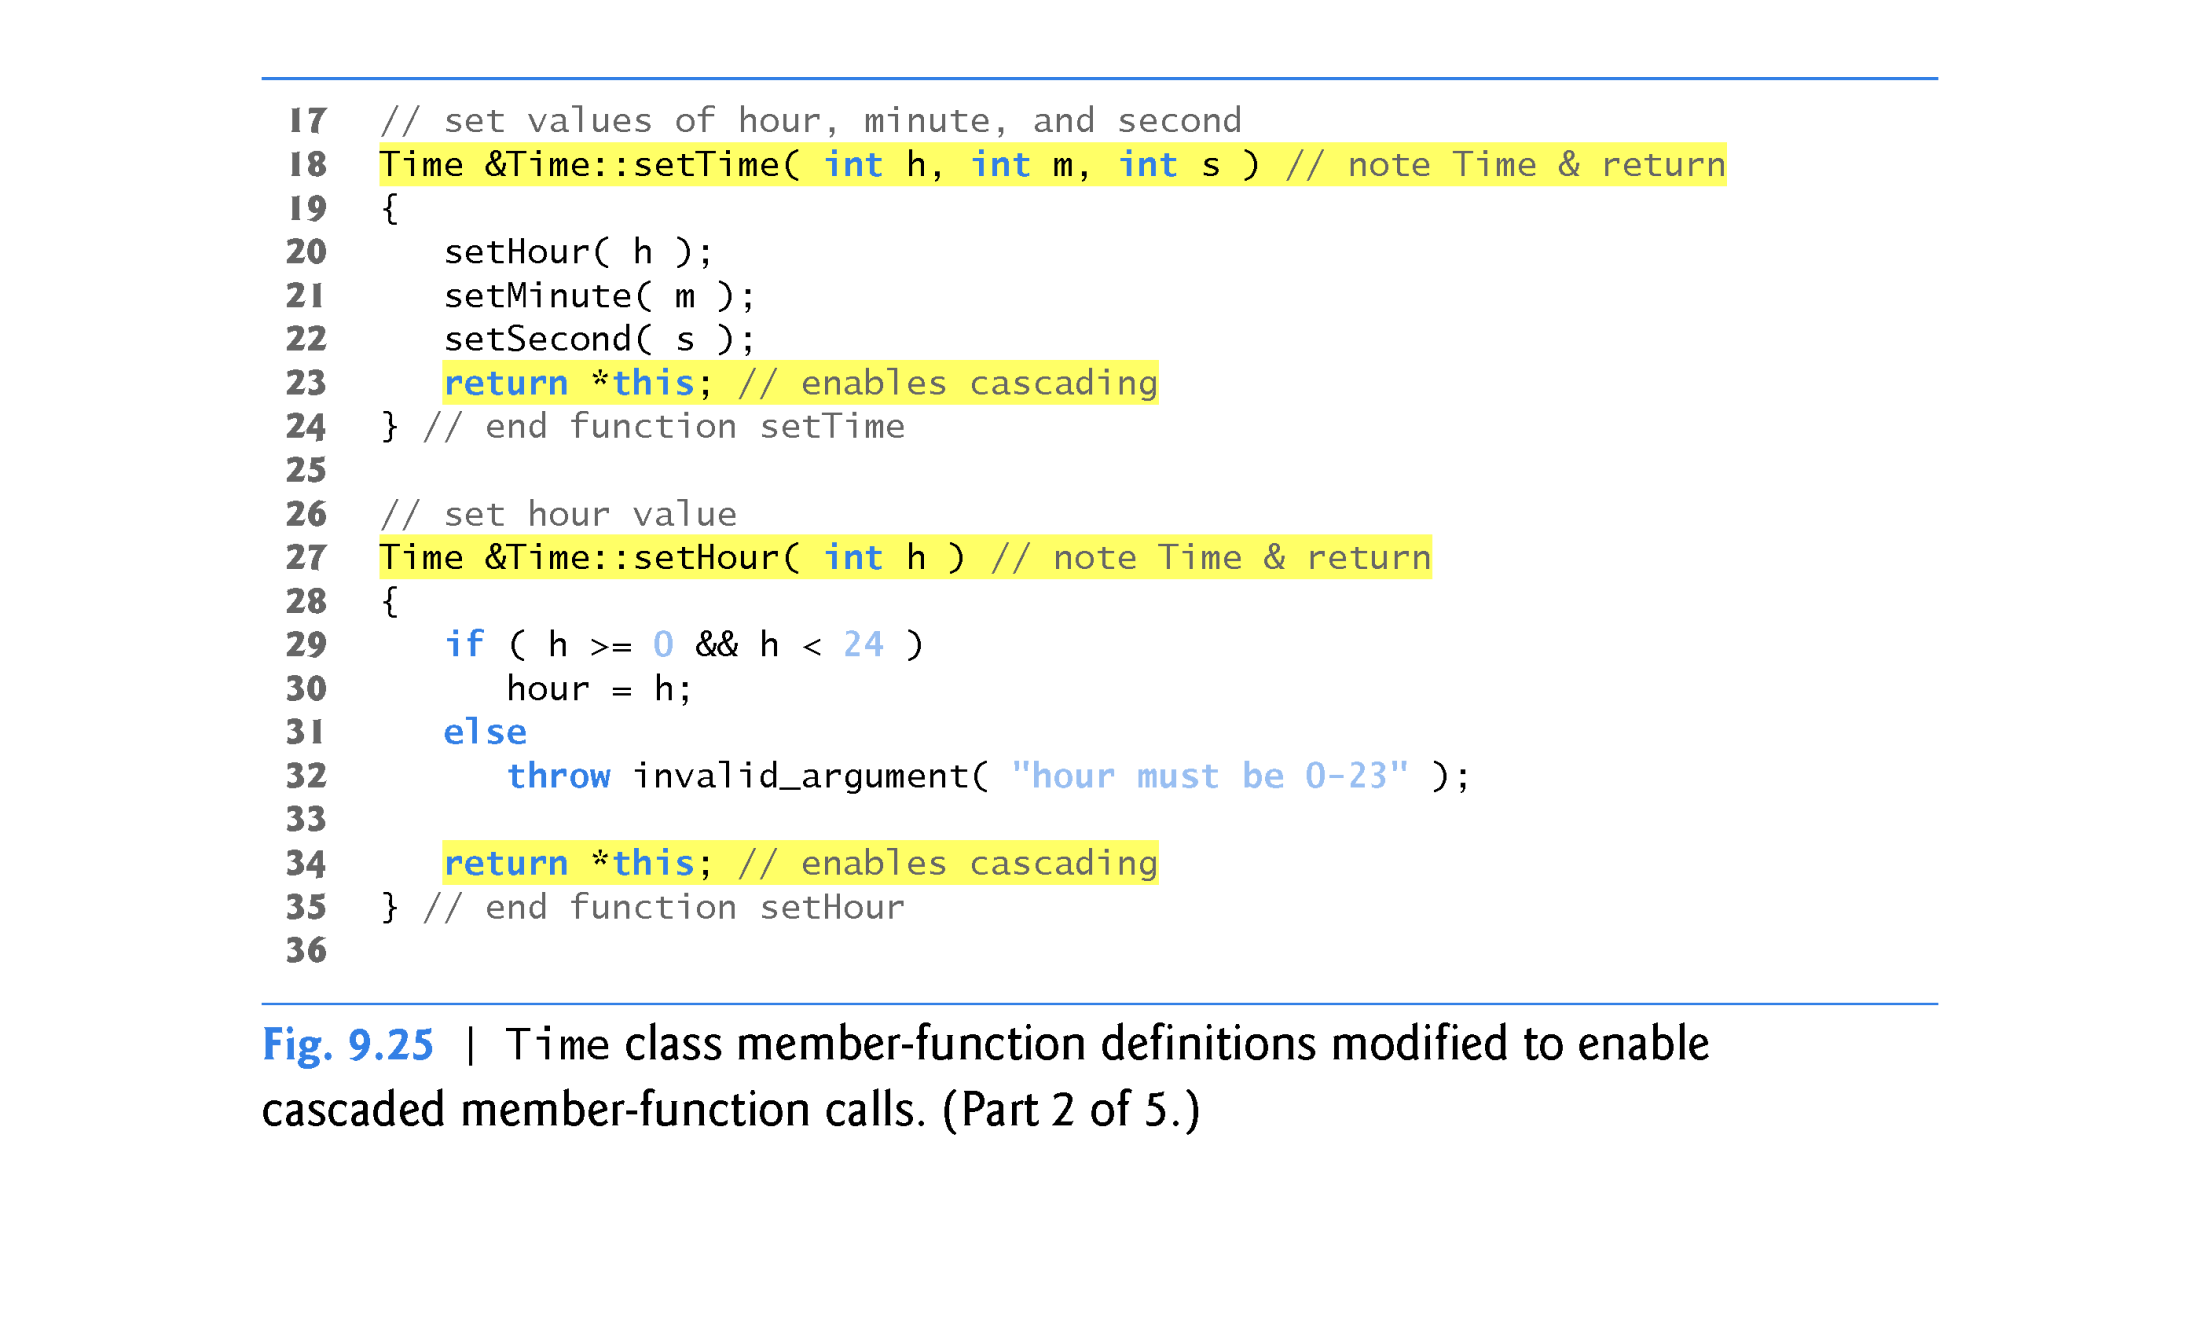 17 // set values of hour, minute, and second
18 Time &Time::setTime( int h, int m, int s ) // note Time & return
19 {
20    setHour( h );
21    setMinute( m );
22    setSecond( s );
23    return *this; // enables cascading
24 } // end function setTime
25
26 // set hour value
27 Time &Time::setHour( int h ) // note Time & return
28 {
29    if ( h >= 0 && h < 24 )
30       hour = h;
31    else
32       throw invalid_argument( "hour must be 0-23" );
33
34    return *this; // enables cascading
35 } // end function setHour
36
Fig. 9.25 | Time class member-function definitions modified to enable
cascaded member-function calls. (Part 2 of 5.)